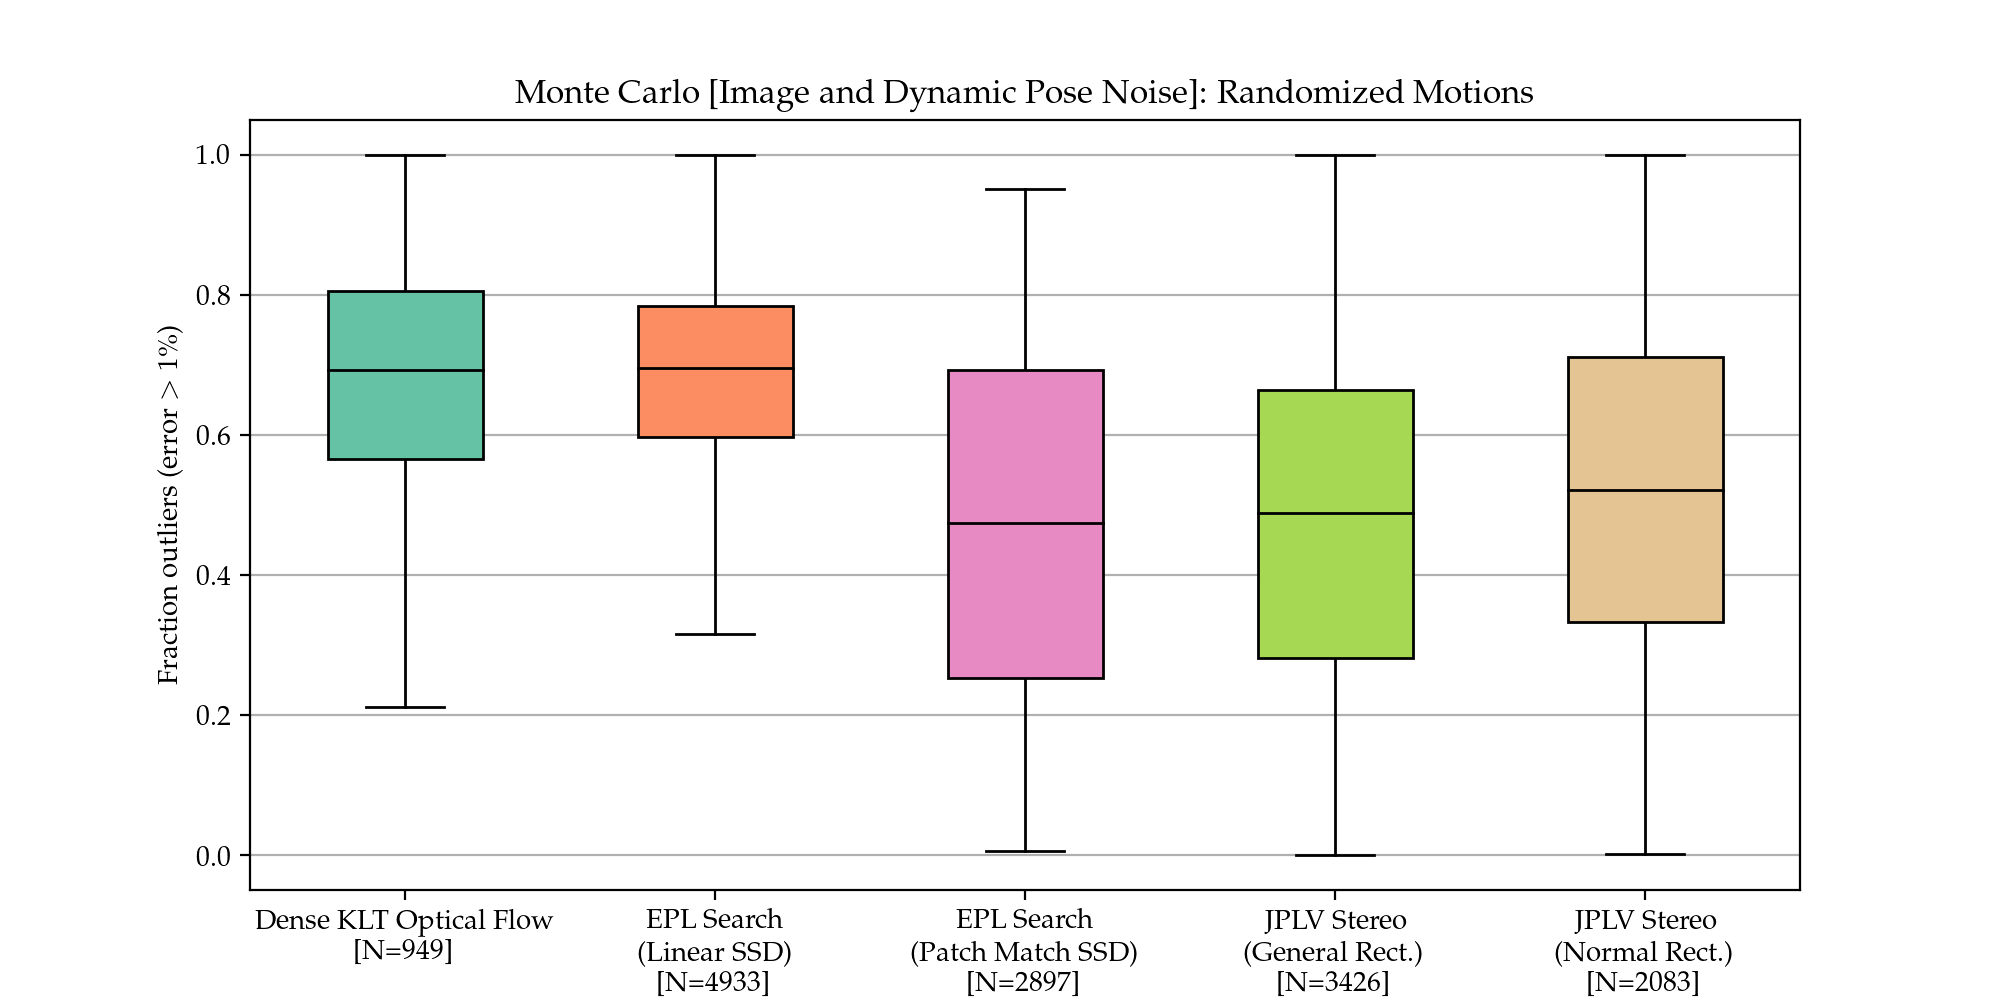 Monte Carlo [Image and Dynamic Pose Noise]: Randomized Motions
Fraction outliers (error > 1%)
1.0
0.8
0.6
0.4
0.2
0.0
Dense KLT Optical Flow
[N=949]
EPL Search
(Linear SSD)
[N=4933]
EPL Search
(Patch Match SSD)
[N=2897]
JPLV Stereo
(General Rect.)
[N=3426]
JPLV Stereo
(Normal Rect.)
[N=2083]